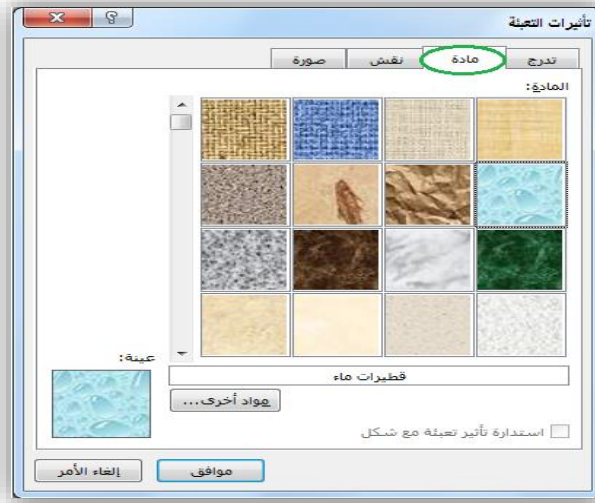 تأثيرات التعبئة
تدرج مادة نقش صورة
المادة:
عينة:
قطيرات ماء
مواد أخرى...
استدارة تأثير تعبئة مع شكل
موافق إلغاء الأمر